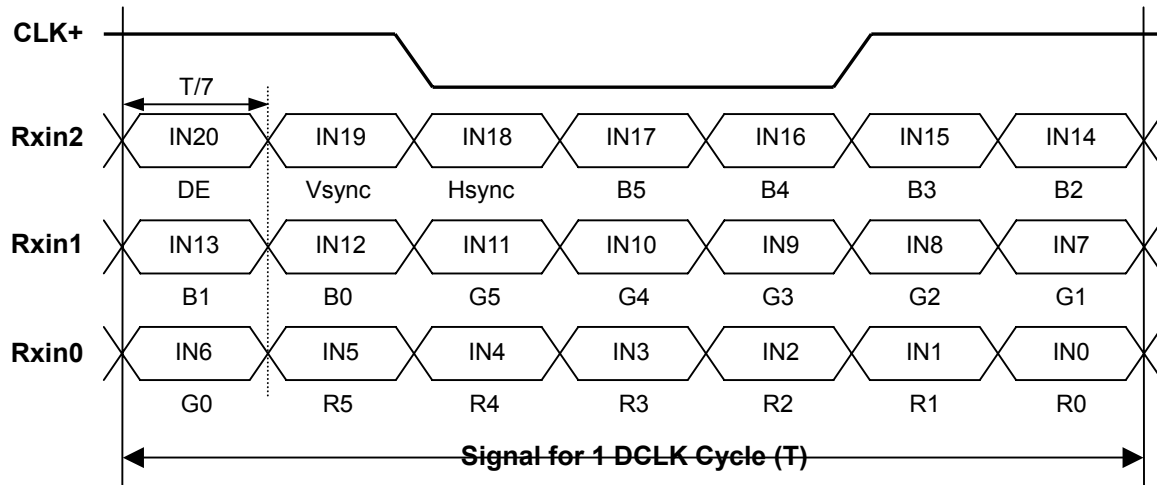 CLK+
T/7
Rxin2 IN20 IN19 IN18 IN17 IN16 IN15 IN14
DE Vsync Hsync B5 B4 B3 B2
Rxin1 IN13 IN12 IN11 IN10 IN9 IN8 IN7
B1 B0 G5 G4 G3 G2 G1
Rxin0 IN6 IN5 IN4 IN3 IN2 IN1 IN0
G0 R5 R4 R3 R2 R1 R0
Signal for 1 DCLK Cycle (T)